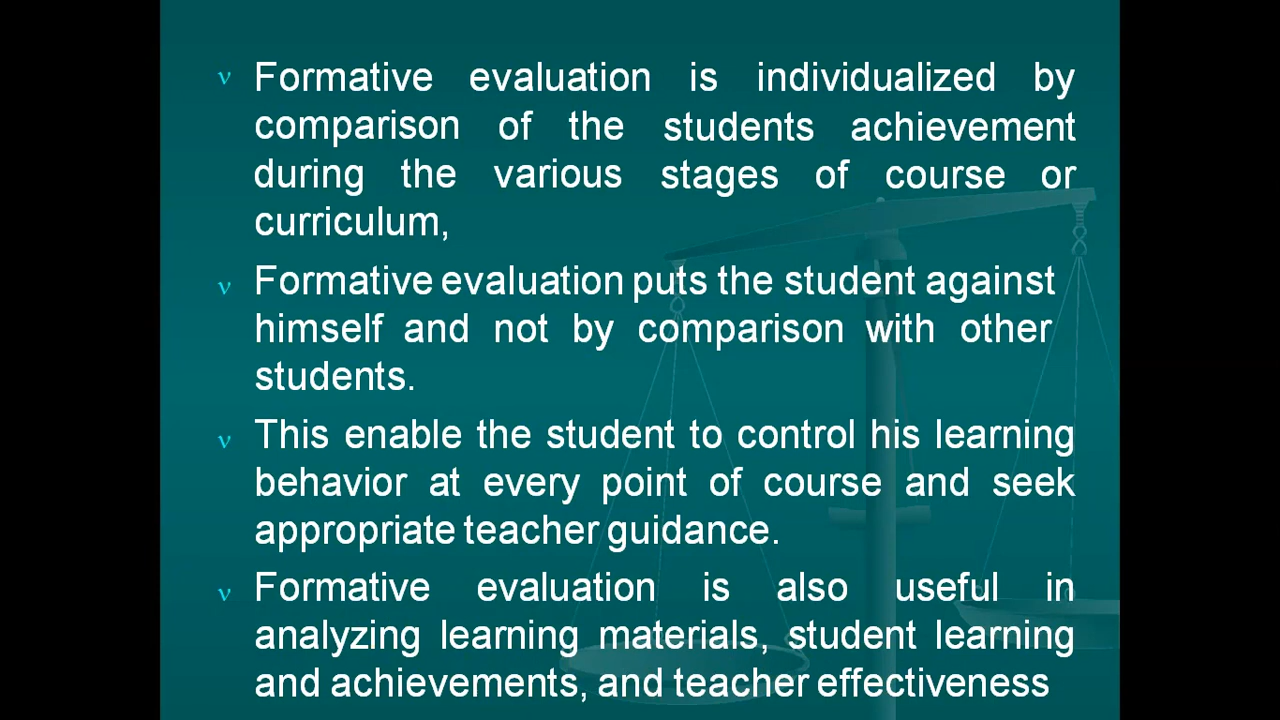 v Formative evaluation is individualized by
comparison of the students achievement
during the various stages of course or
curriculum,
v Formative evaluation puts the student against
himself and not by comparison with other
students.
v This enable the student to control his learning
behavior at every point of course and seek
appropriate teacher guidance.
v Formative evaluation is also useful in
analyzing learning materials, student learning
and achievements, and teacher effectiveness